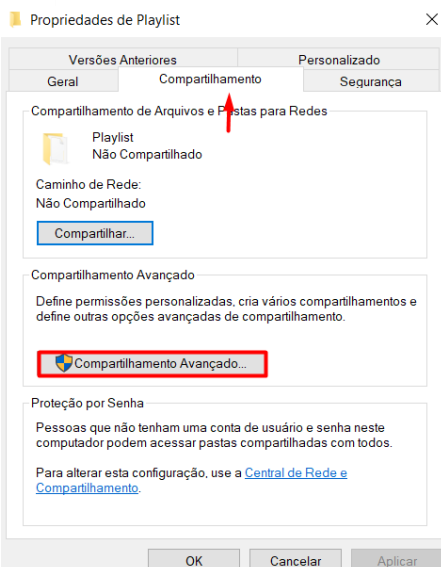 Propriedades de Playlist
Versões Anteriores
Personalizado
Geral
Compartilhamento
Segurança
Compartilhamento de Arquivos e Pastas para Redes
Playlist
Não Compartilhado
Caminho de Rede:
Não Compartilhado
Compartilhar...
Compartilhamento Avançado
Define permissões personalizadas, cria vários compartilhamentos e
define outras opções avançadas de compartilhamento.
Compartilhamento Avançado...
Proteção por Senha
Pessoas que não tenham uma conta de usuário e senha neste
computador podem acessar pastas compartilhadas com todos.
Para alterar esta configuração, use a Central de Rede e
Compartilhamento.
OK
Cancelar
Aplicar